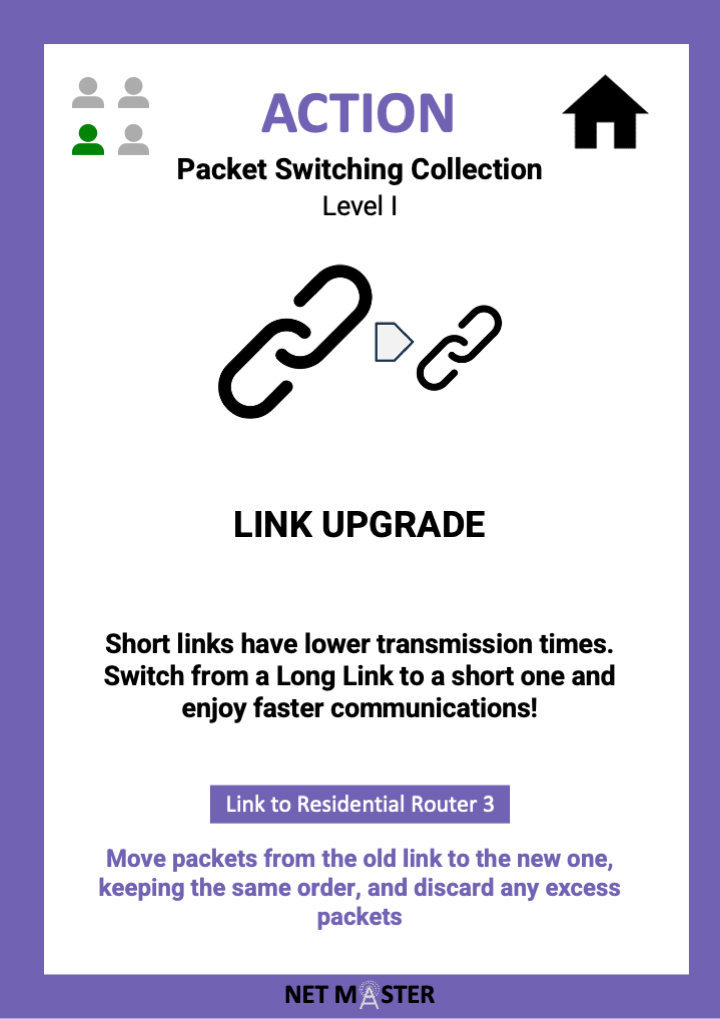 ACTION
Packet Switching Collection
Level I
LINK UPGRADE
Short links have lower transmission times.
Switch from a Long Link to a short one and
enjoy faster communications!
Link to Residential Router 3
Move packets from the old link to the new one,
keeping the same order, and discard any excess
packets
NET MASTER